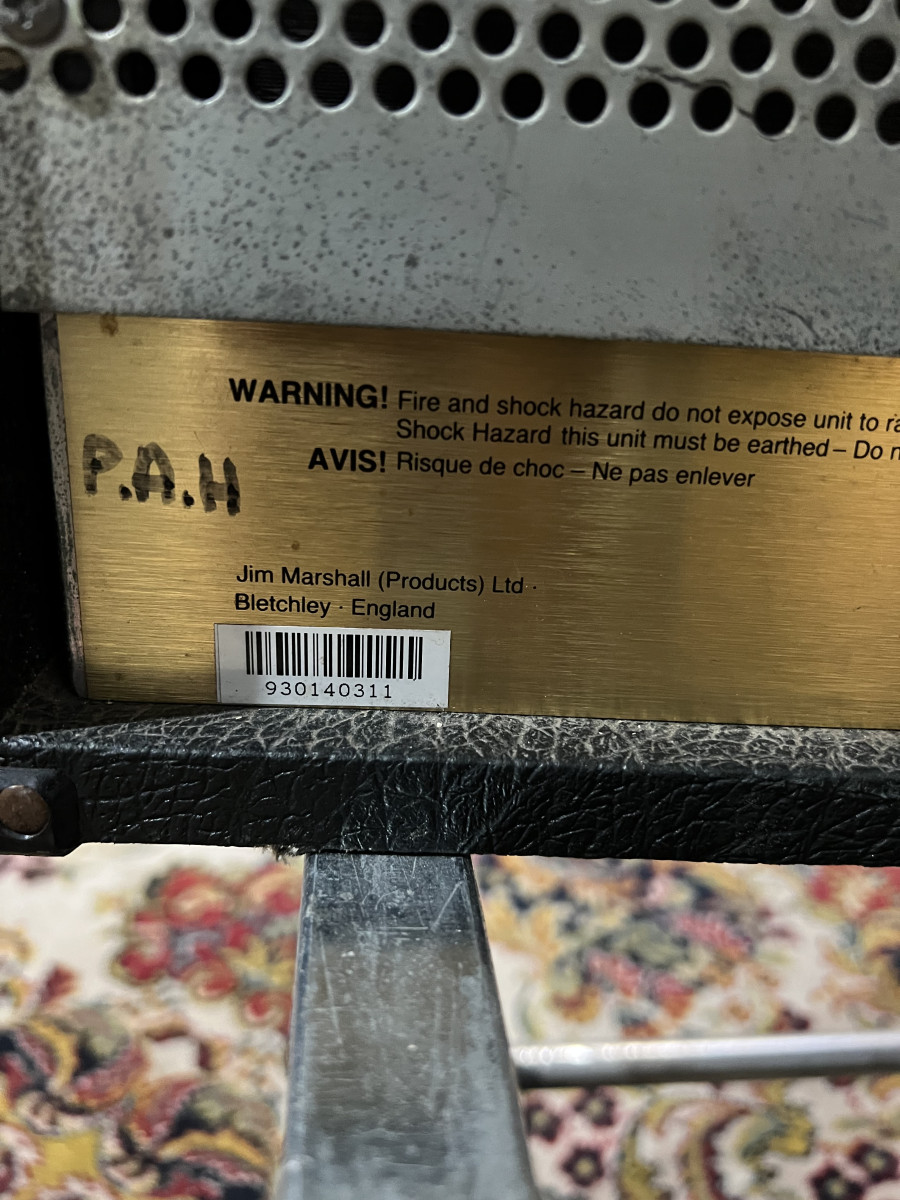 WARNING! Fire and shock hazard do not expose unit to
Shock Hazard this unit must be earthed – Do
AVIS! Risque de choc – Ne pas enlever
P.A.H
Jim Marshall (Products) Ltd ·
Bletchley · England
930140311